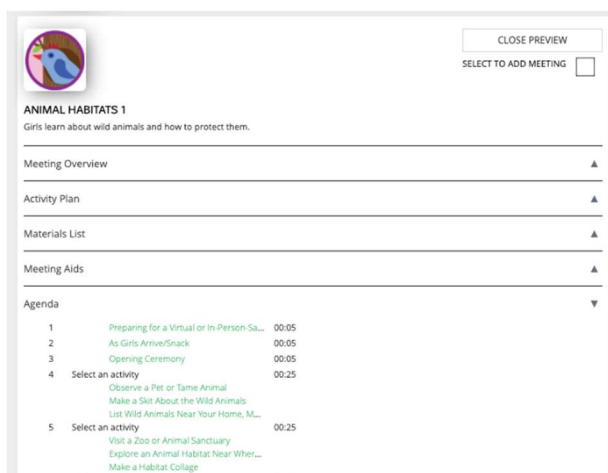 CLOSE PREVIEW
SELECT TO ADD MEETING
ANIMAL HABITATS 1
Girls learn about wild animals and how to protect them.
Meeting Overview
Activity Plan
Materials List
Meeting Aids
Agenda
1 Preparing for a Virtual or In-Person-Sa... 00:05
2 As Girls Arrive/Snack 00:05
3 Opening Ceremony 00:05
4 Select an activity 00:25
Observe a Pet or Tame Animal
Make a Skit About the Wild Animals
List Wild Animals Near Your Home, M...
5 Select an activity 00:25
Visit a Zoo or Animal Sanctuary
Explore an Animal Habitat Near Wher...
Make a Habitat Collage